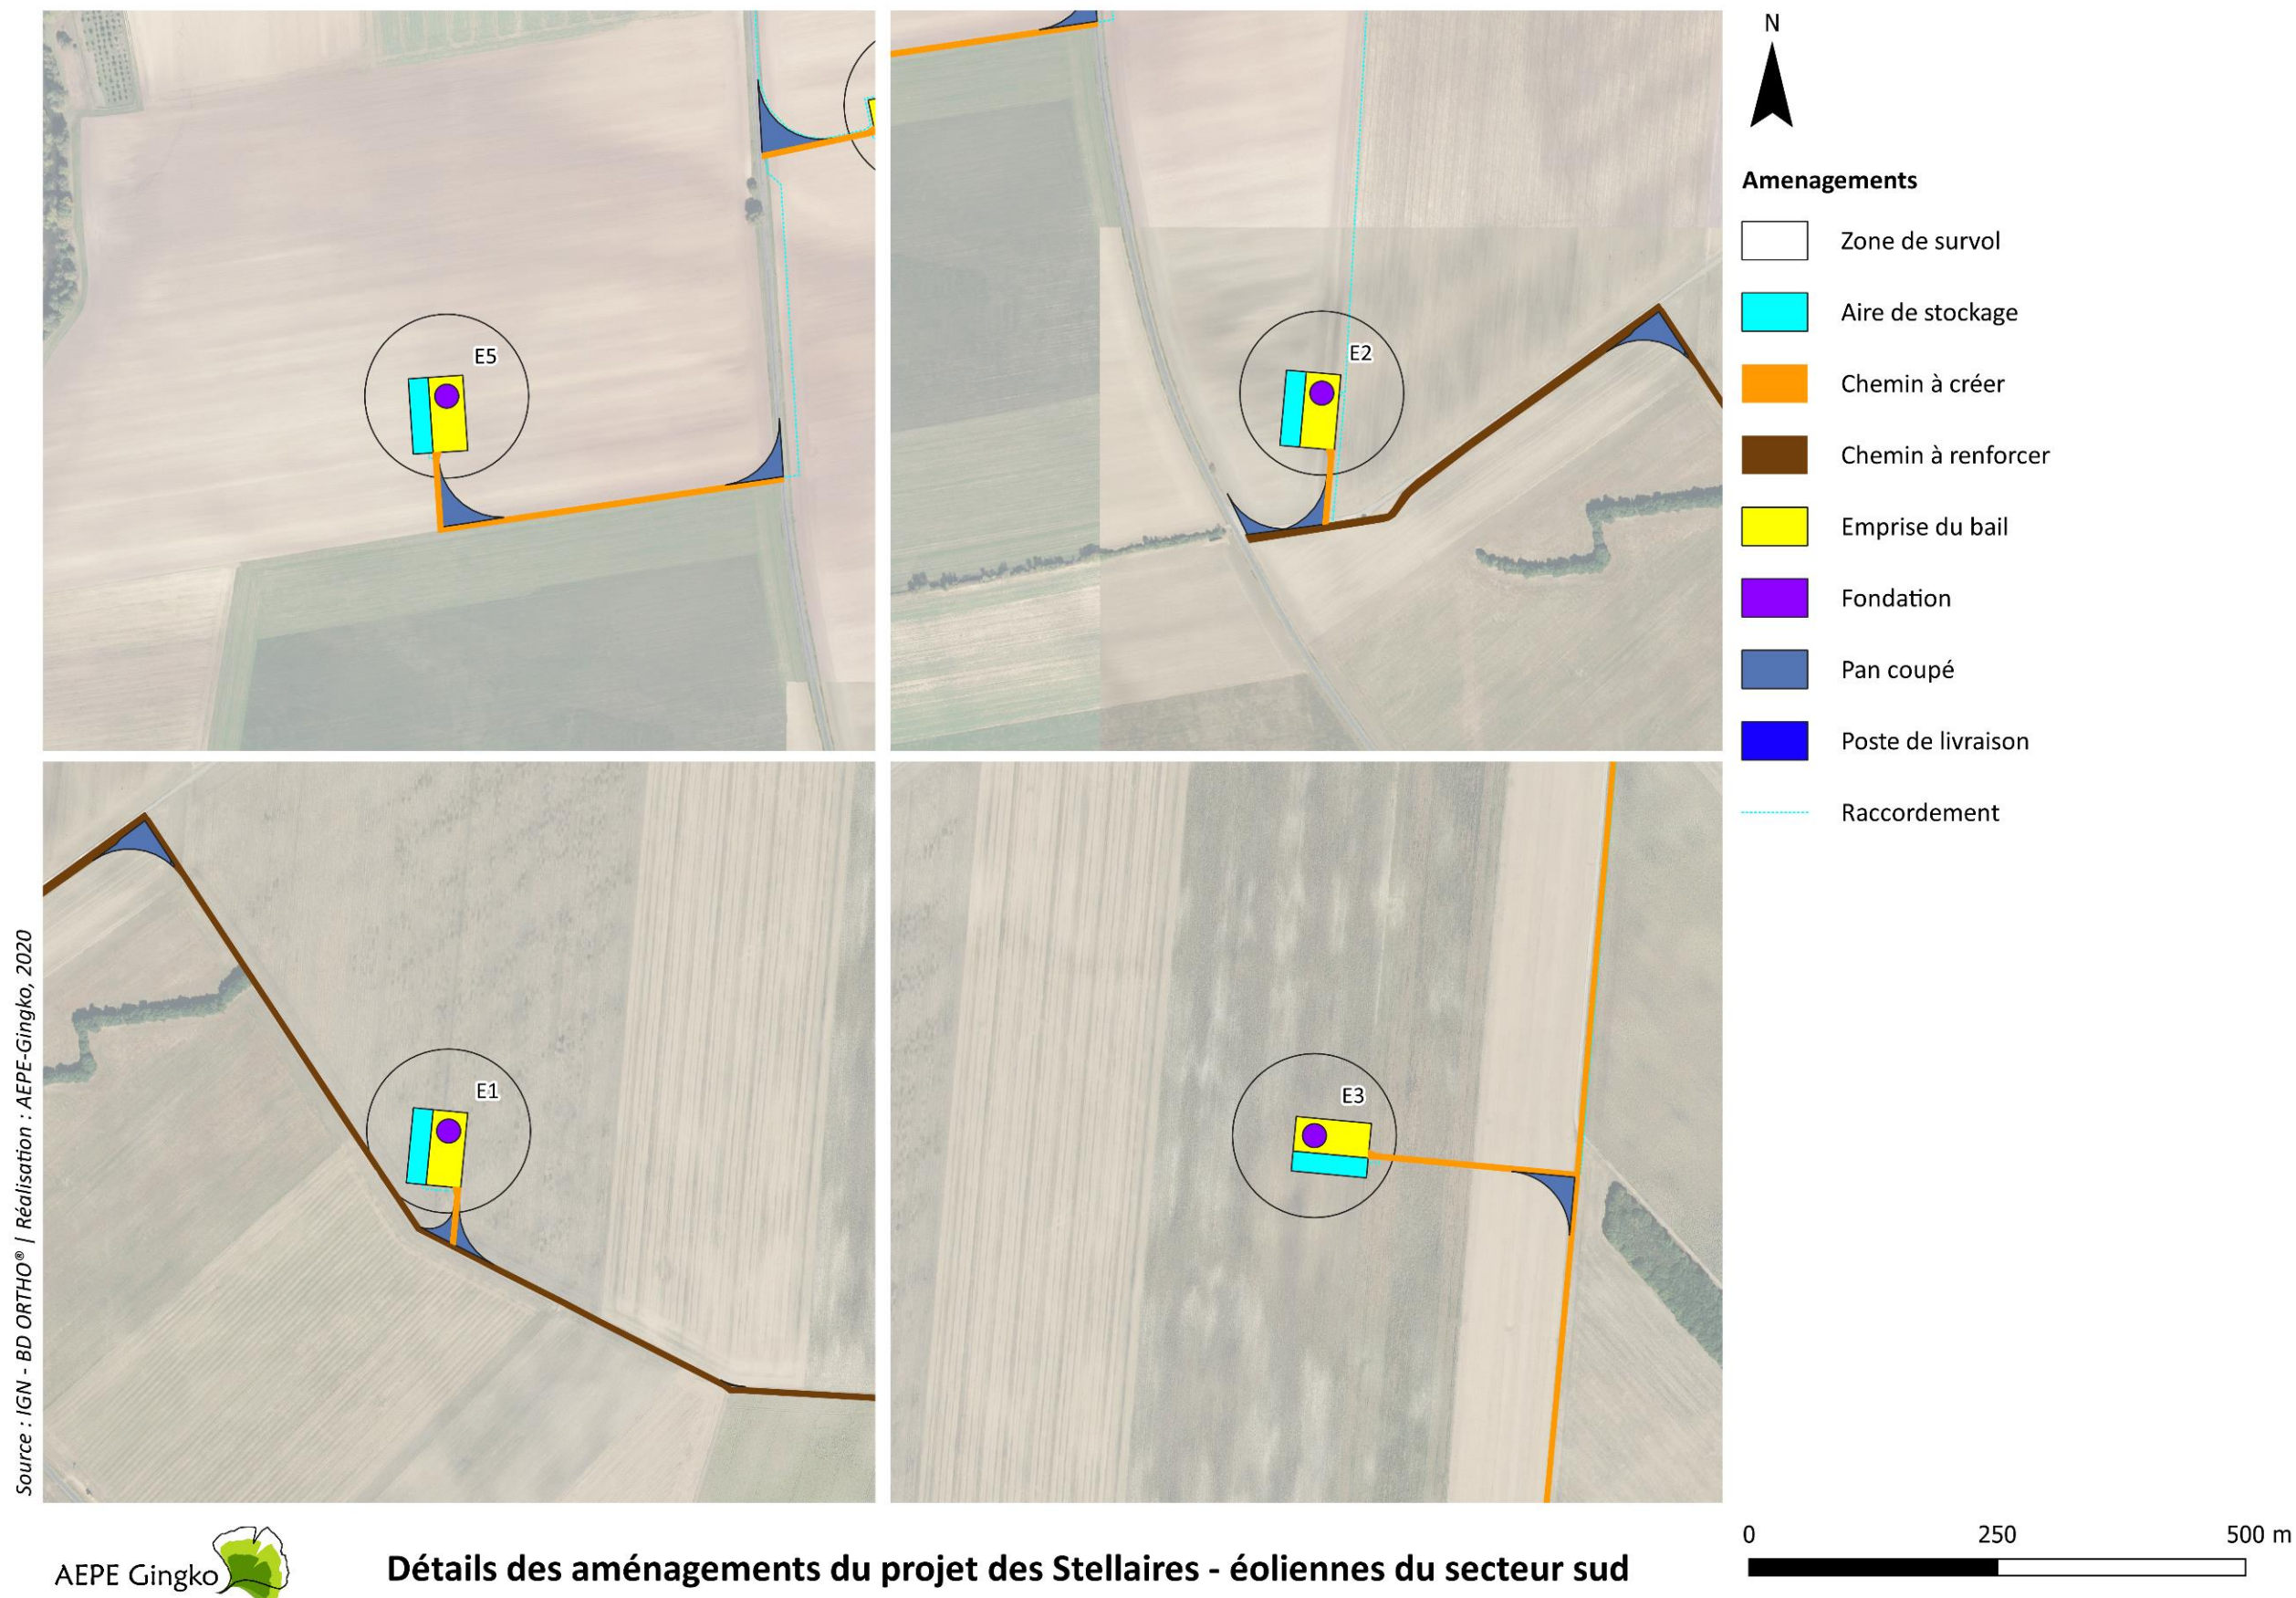 E5
E2
N
Amenagements
Zone de survol
Aire de stockage
Chemin à créer
Chemin à renforcer
Emprise du bail
Fondation
Pan coupé
Poste de livraison
Raccordement
E1
E3
Source : IGN - BD ORTHO® | Réalisation : AEPE-Gingko, 2020
AEPE Gingko
Détails des aménagements du projet des Stellaires - éoliennes du secteur sud
0 250 500 m